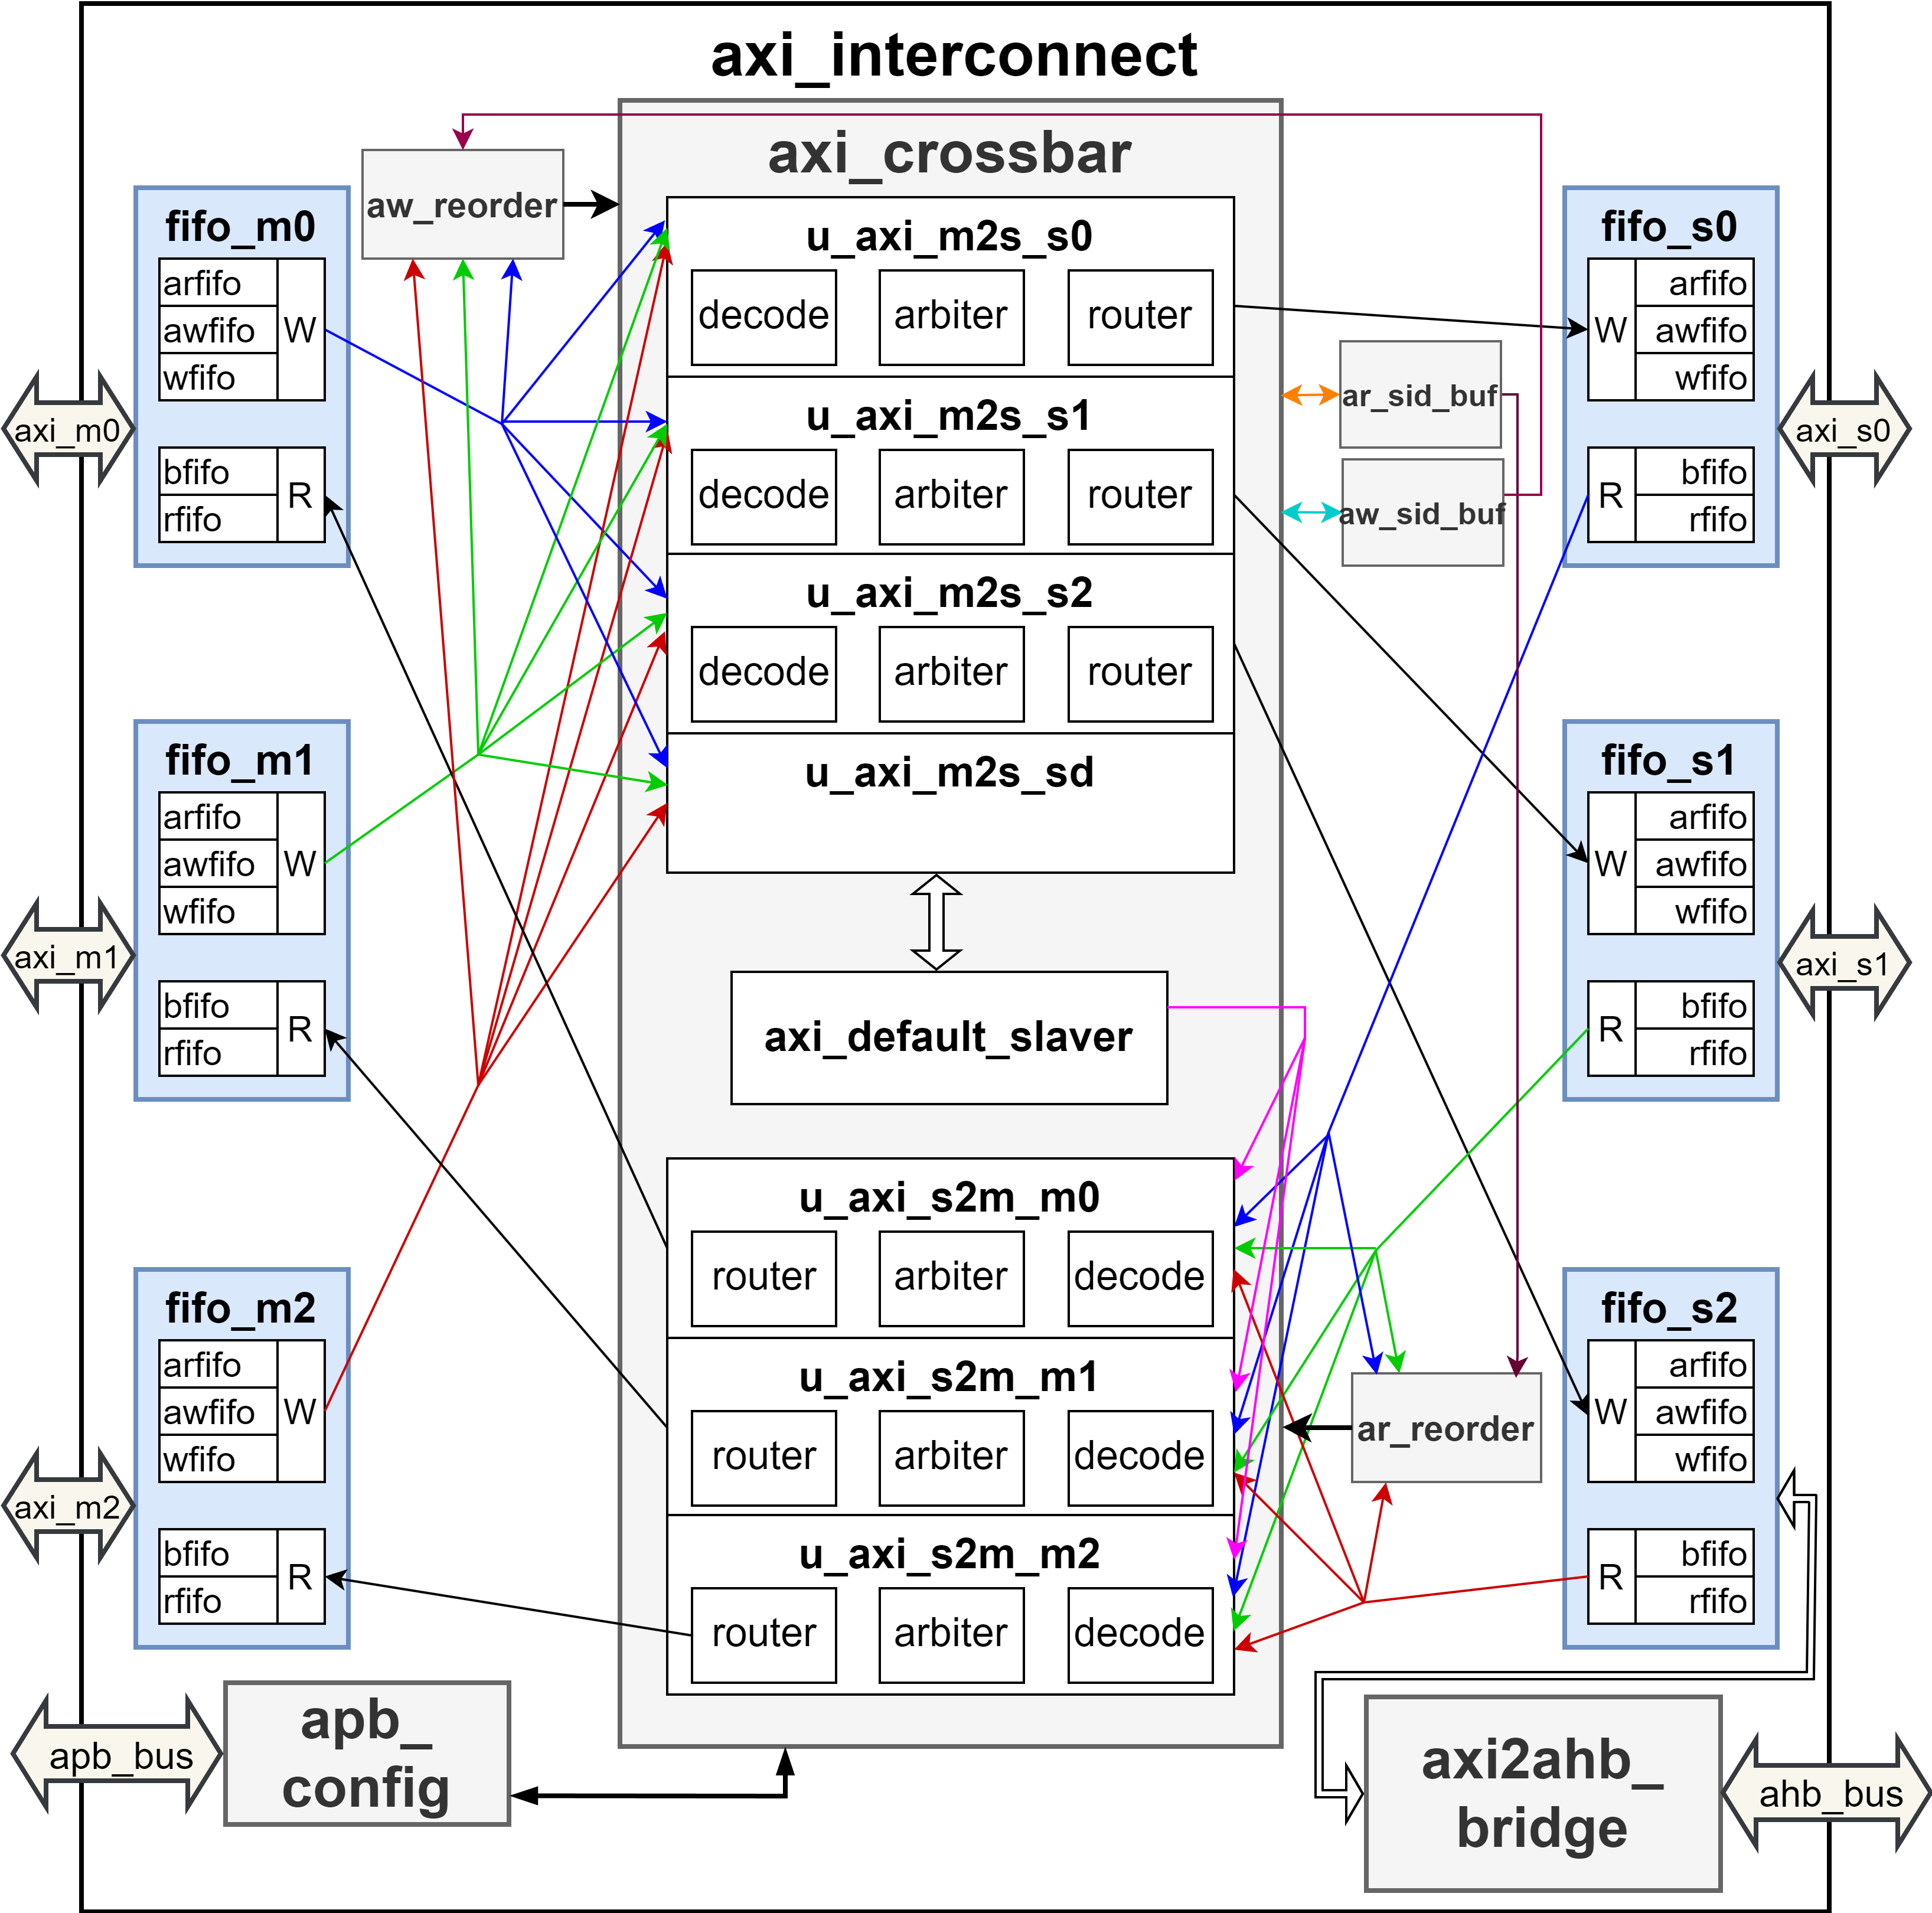 axi_interconnect
axi_crossbar
aw_reorder
fifo_m0
arfifo
awfifo
wfifo
W
bfifo
rfifo
R
axi_m0
fifo_m1
arfifo
awfifo
wfifo
W
bfifo
rfifo
R
axi_m1
fifo_m2
arfifo
awfifo
wfifo
W
bfifo
rfifo
R
axi_m2
apb_bus
apb_
config
u_axi_m2s_s0
decode
arbiter
router
u_axi_m2s_s1
decode
arbiter
router
u_axi_m2s_s2
decode
arbiter
router
u_axi_m2s_sd
axi_default_slaver
u_axi_s2m_m0
router
arbiter
decode
u_axi_s2m_m1
router
arbiter
decode
u_axi_s2m_m2
router
arbiter
decode
ar_sid_buf
aw_sid_buf
ar_reorder
fifo_s0
W
arfifo
awfifo
wfifo
R
bfifo
rfifo
axi_s0
fifo_s1
W
arfifo
awfifo
wfifo
R
bfifo
rfifo
axi_s1
fifo_s2
W
arfifo
awfifo
wfifo
R
bfifo
rfifo
axi2ahb_
bridge
ahb_bus